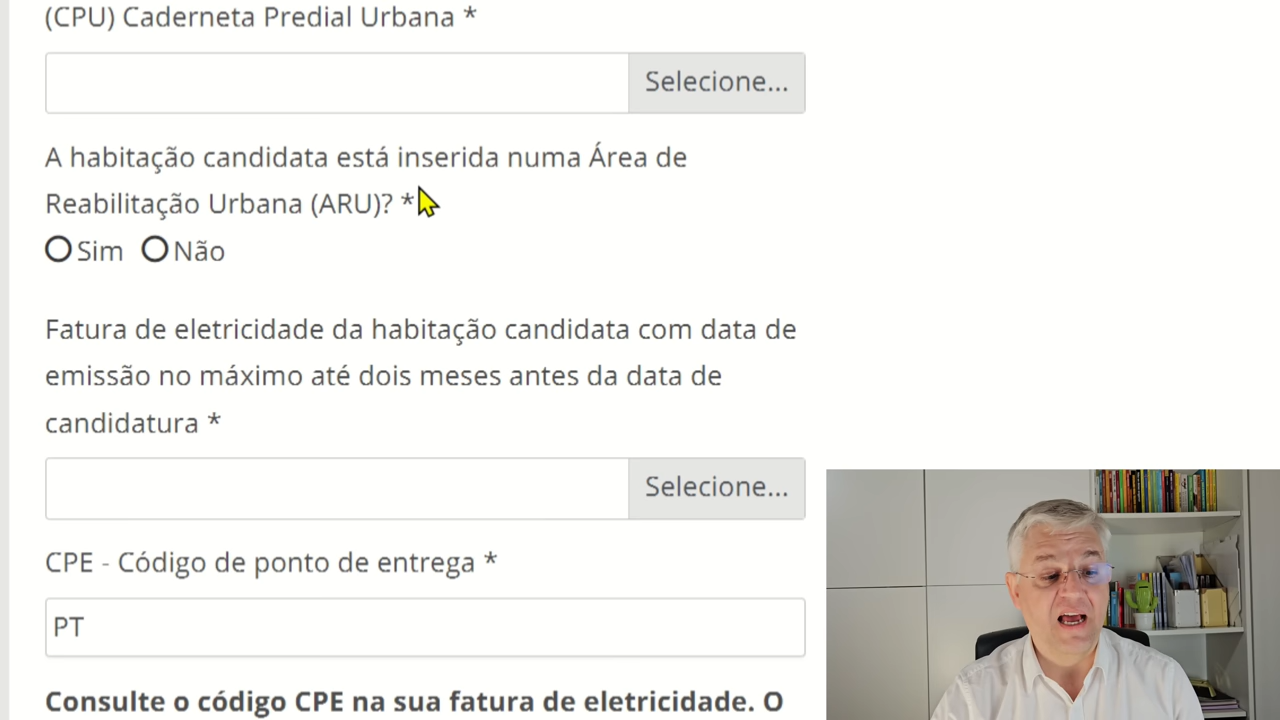 (CPU) Caderneta Predial Urbana *
Selecione...
A habitação candidata está inserida numa Área de
Reabilitação Urbana (ARU)? *
Sim Não
Fatura de eletricidade da habitação candidata com data de
emissão no máximo até dois meses antes da data de
candidatura *
Selecione...
CPE - Código de ponto de entrega *
PT
Consulte o código CPE na sua fatura de eletricidade. O